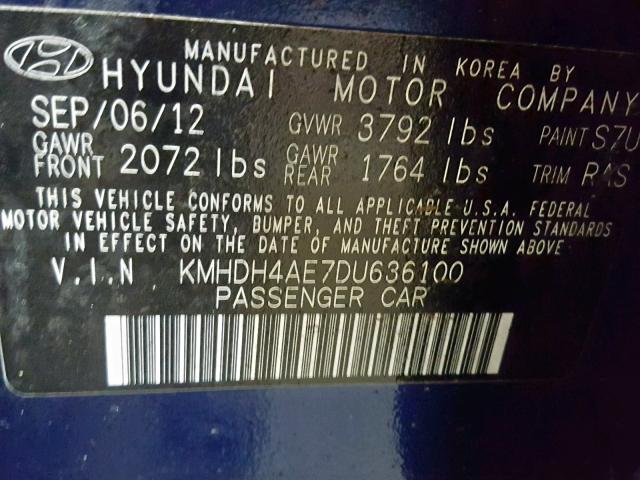 MANUFACTURED IN KOREA BY
HYUNDAI MOTOR COMPANY
SEP/06/12 GVWR 3792 lbs PAINT S7U
GAWR FRONT 2072 lbs GAWR REAR 1764 lbs TRIM
THIS VEHICLE CONFORMS TO ALL APPLICABLE U.S.A. FEDERAL
MOTOR VEHICLE SAFETY, BUMPER, AND THEFT PREVENTION STANDARDS
IN EFFECT ON THE DATE OF MANUFACTURE SHOWN ABOVE.
V.I.N KMHDH4AE7DU636100
PASSENGER CAR